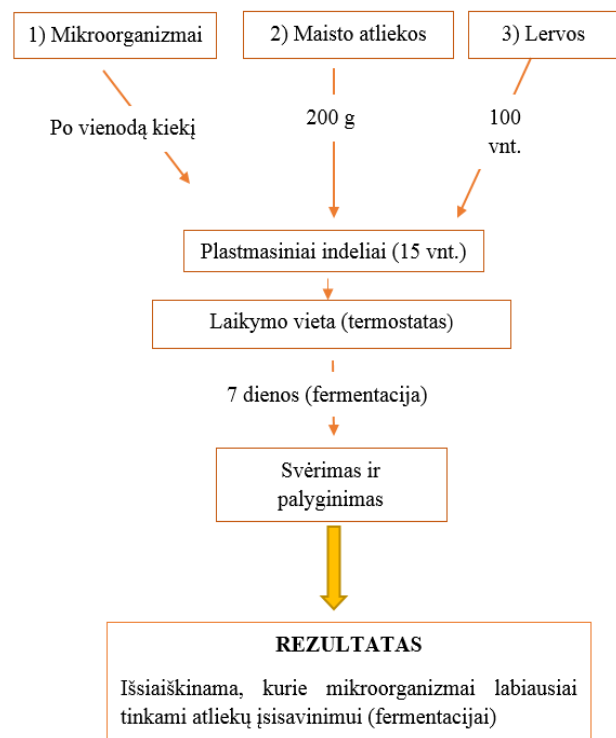 1) Mikroorganizmai
2) Maisto atliekos
3) Lervos
Po vienodą kiekį
200 g
100
vnt.
Plastmasiniai indeliai (15 vnt.)
Laikymo vieta (termostatas)
7 dienos (fermentacija)
Svėrimas ir
palyginimas
REZULTATAS
Išsiaiškinama, kurie mikroorganizmai labiausiai
tinkami atliekų įsisavinimui (fermentacijai)